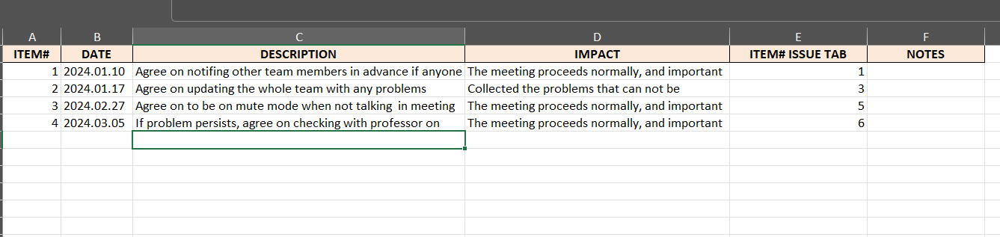 A B C D E F
ITEM# DATE DESCRIPTION IMPACT ITEM# ISSUE TAB NOTES
1 2024.01.10 Agree on notifing other team members in advance if anyone The meeting proceeds normally, and important 1
2 2024.01.17 Agree on updating the whole team with any problems Collected the problems that can not be 3
3 2024.02.27 Agree on to be on mute mode when not talking  in meeting The meeting proceeds normally, and important 5
4 2024.03.05 If problem persists, agree on checking with professor on The meeting proceeds normally, and important 6